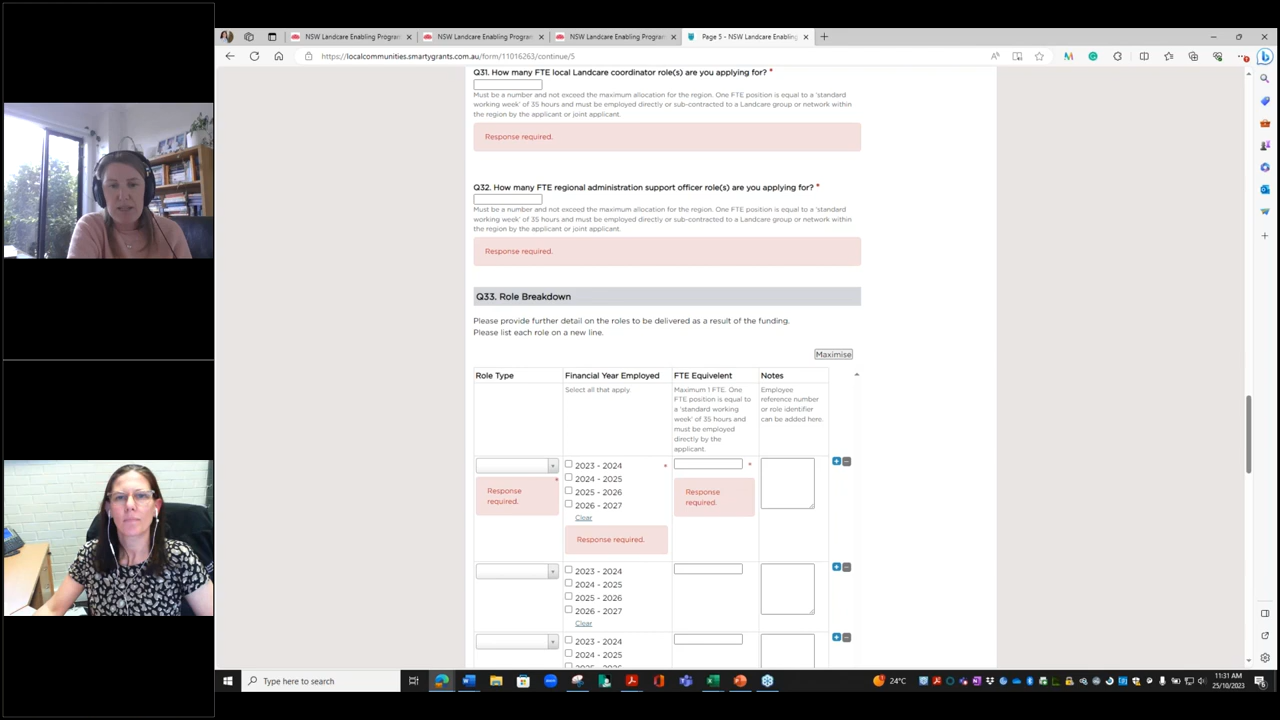 NSW Landcare Enabling Program
NSW Landcare Enabling Program
NSW Landcare Enabling Program
Page 5 - NSW Landcare Enabling
https://localcommunities.smartygrants.com.au/form/11016263/continue/5
Q31. How many FTE local Landcare coordinator role(s) are you applying for? *
Must be a number and not exceed the maximum allocation for the region. One FTE position is equal to a 'standard
working week' of 35 hours and must be employed directly or sub-contracted to a Landcare group or network within
the region by the applicant or joint applicant.
Response required.
Q32. How many FTE regional administration support officer role(s) are you applying for? *
Must be a number and not exceed the maximum allocation for the region. One FTE position is equal to a 'standard
working week' of 35 hours and must be employed directly or sub-contracted to a Landcare group or network within
the region by the applicant or joint applicant.
Response required.
Q33. Role Breakdown
Please provide further detail on the roles to be delivered as a result of the funding.
Please list each role on a new line.
Maximise
Role Type
Financial Year Employed
FTE Equivelent
Notes
Select all that apply.
Maximum 1 FTE. One
FTE position is equal to
a 'standard working
week' of 35 hours and
must be employed
directly by the
applicant.
Employee
reference number
or role identifier
can be added here.
*
Response
required.
2023 - 2024 *
2024 - 2025
2025 - 2026
2026 - 2027
Clear
Response required.
*
Response
required.
2023 - 2024
2024 - 2025
2025 - 2026
2026 - 2027
Clear
2023 - 2024
2024 - 2025
Type here to search
24°C
11:31 AM
25/10/2023